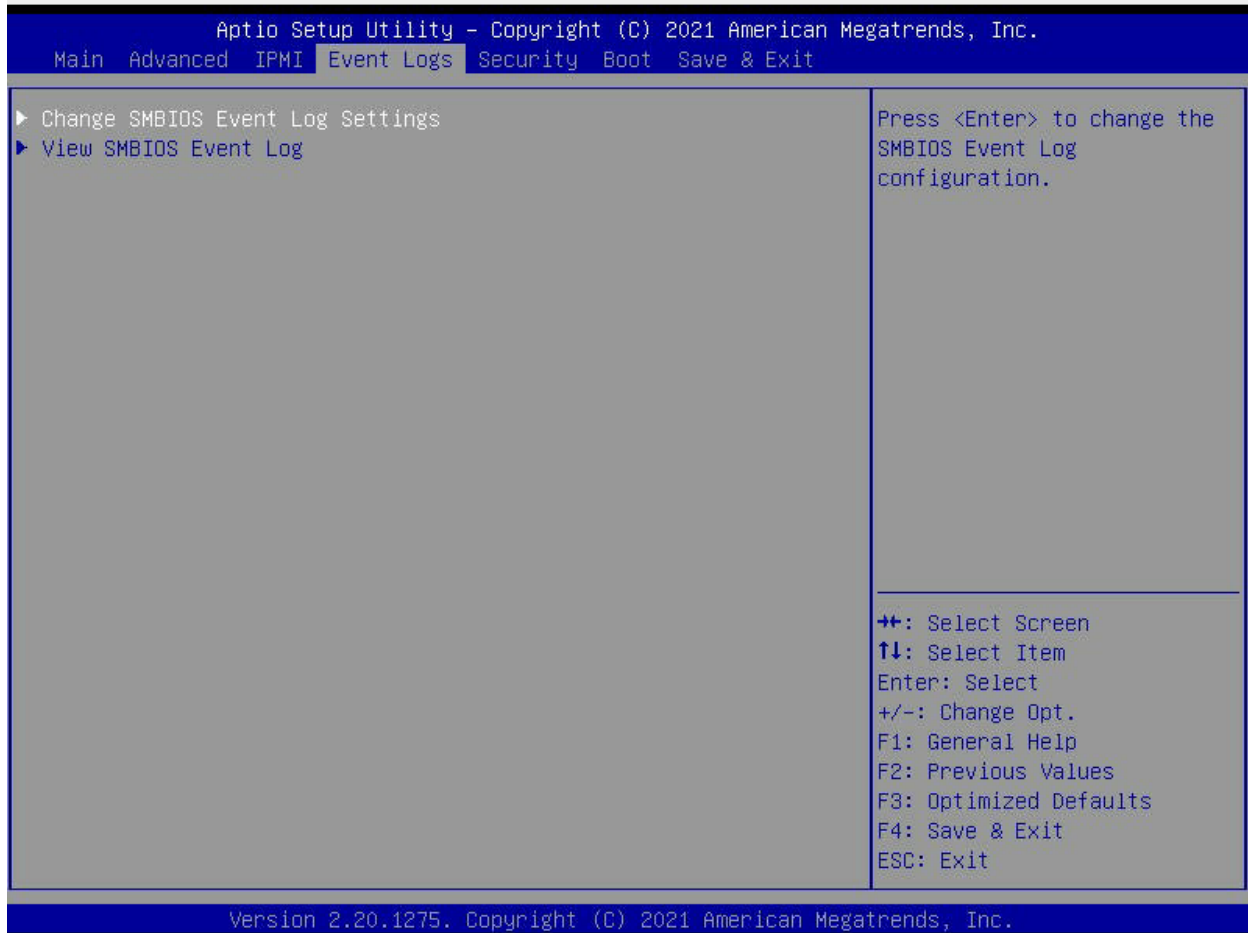 Aptio Setup Utility – Copyright (C) 2021 American Megatrends, Inc.
Main Advanced IPMI Event Logs Security Boot Save & Exit
▶ Change SMBIOS Event Log Settings
▶ View SMBIOS Event Log
Press <Enter> to change the
SMBIOS Event Log
configuration.
→←: Select Screen
↑↓: Select Item
Enter: Select
+/-: Change Opt.
F1: General Help
F2: Previous Values
F3: Optimized Defaults
F4: Save & Exit
ESC: Exit
Version 2.20.1275. Copyright (C) 2021 American Megatrends, Inc.